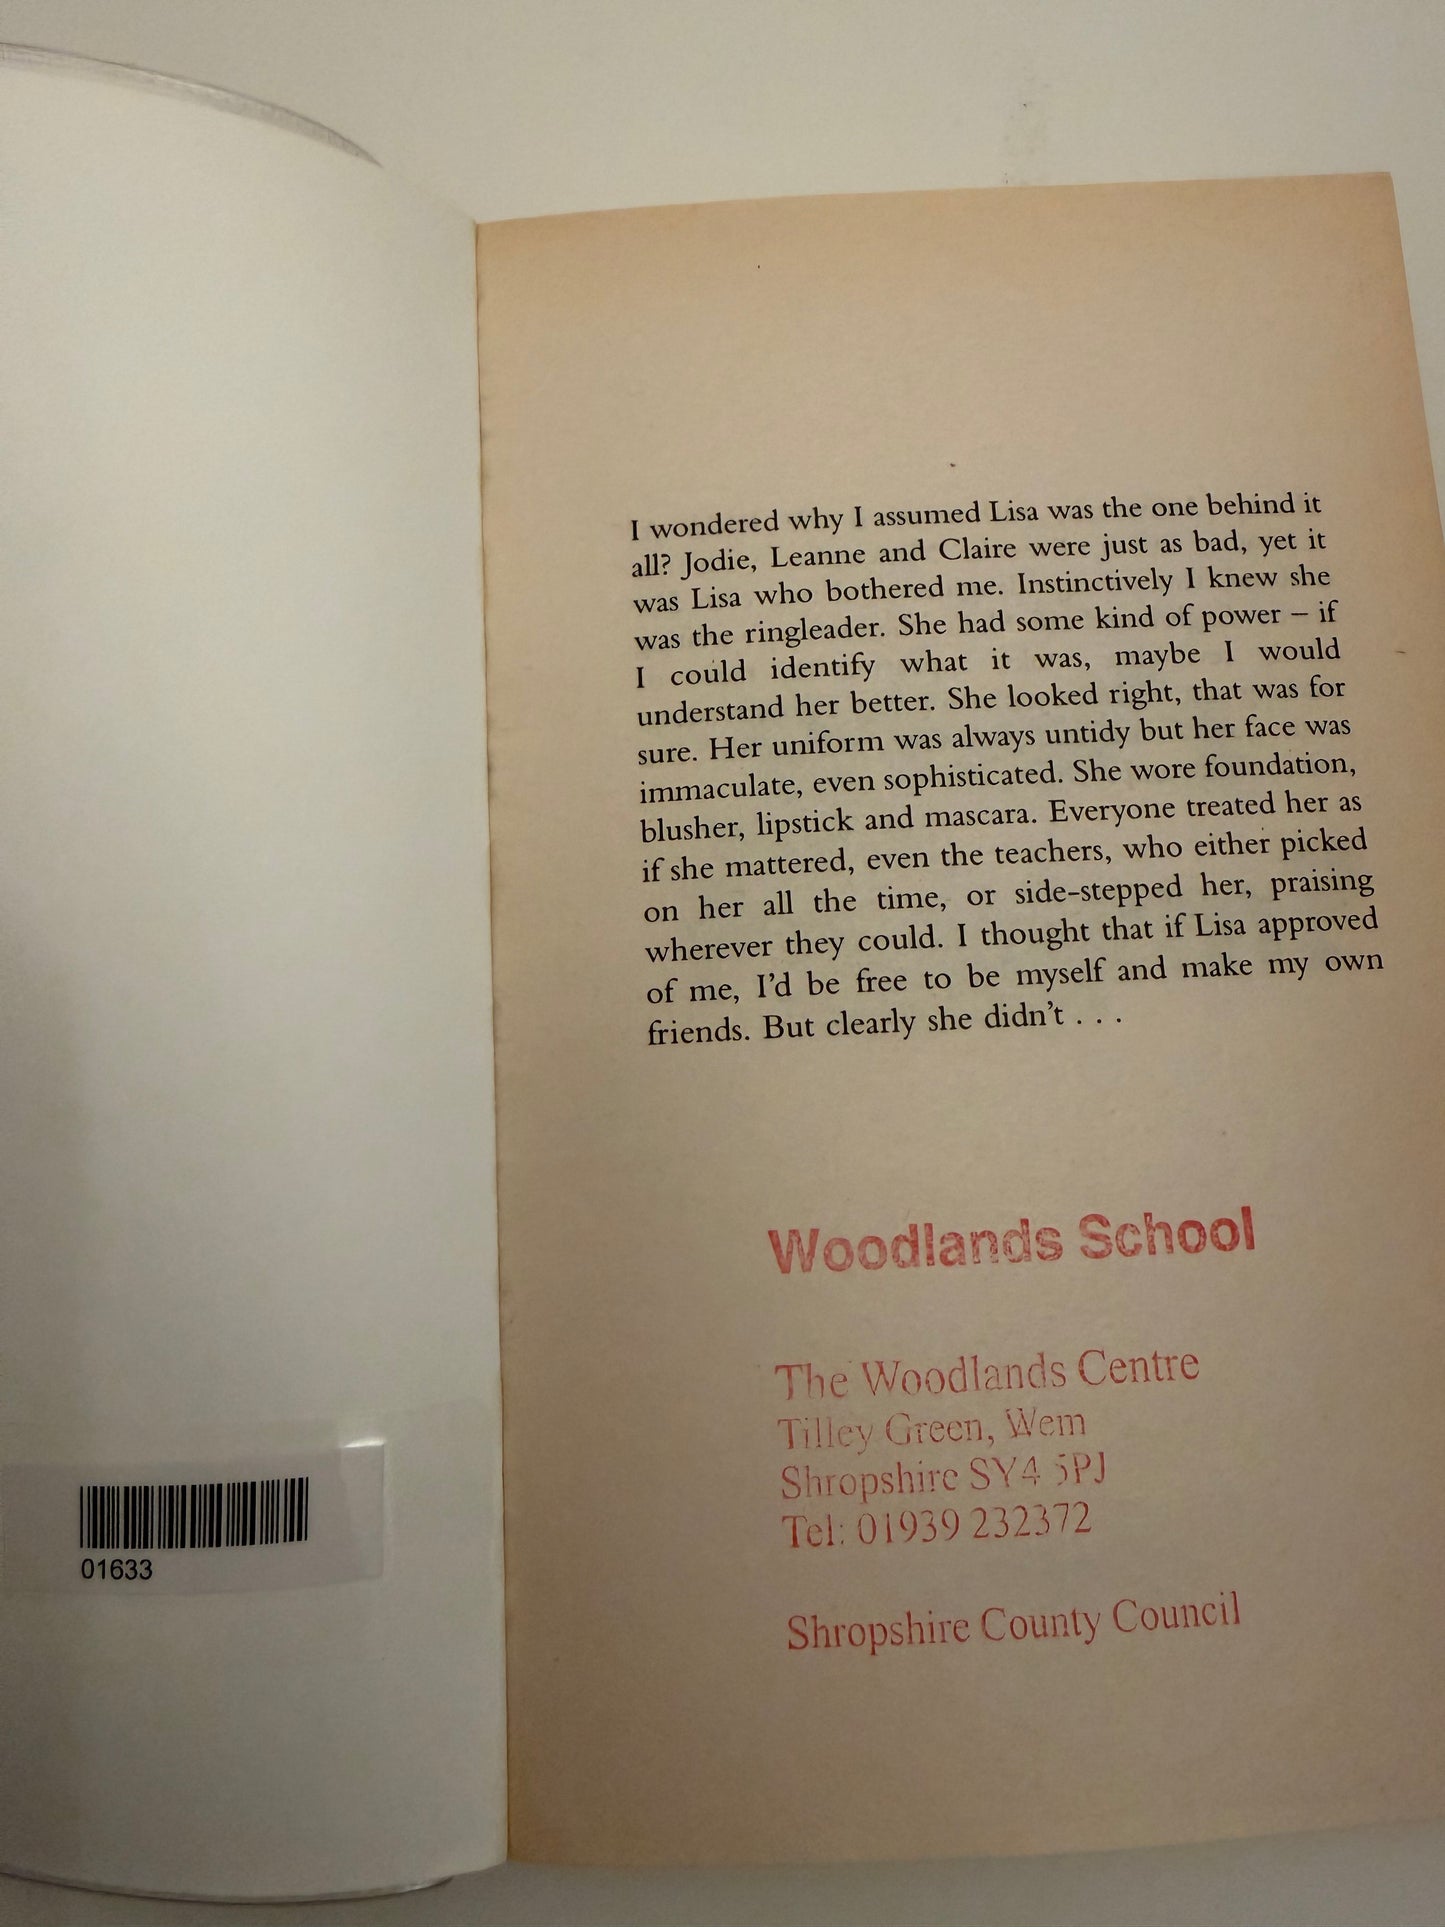 I wondered why I assumed Lisa was the one behind it
all? Jodie, Leanne and Claire were just as bad, yet it
was Lisa who bothered me. Instinctively I knew she
was the ringleader. She had some kind of power – if
I could identify what it was, maybe I would
understand her better. She looked right, that was for
sure. Her uniform was always untidy but her face was
immaculate, even sophisticated. She wore foundation,
blusher, lipstick and mascara. Everyone treated her as
if she mattered, even the teachers, who either picked
on her all the time, or side-stepped her, praising
wherever they could. I thought that if Lisa approved
of me, I'd be free to be myself and make my own
friends. But clearly she didn't . . .
Woodlands School
The Woodlands Centre
Tilley Green, Wem
Shropshire SY4 5PJ
Tel: 01939 232372
Shropshire County Council
01633